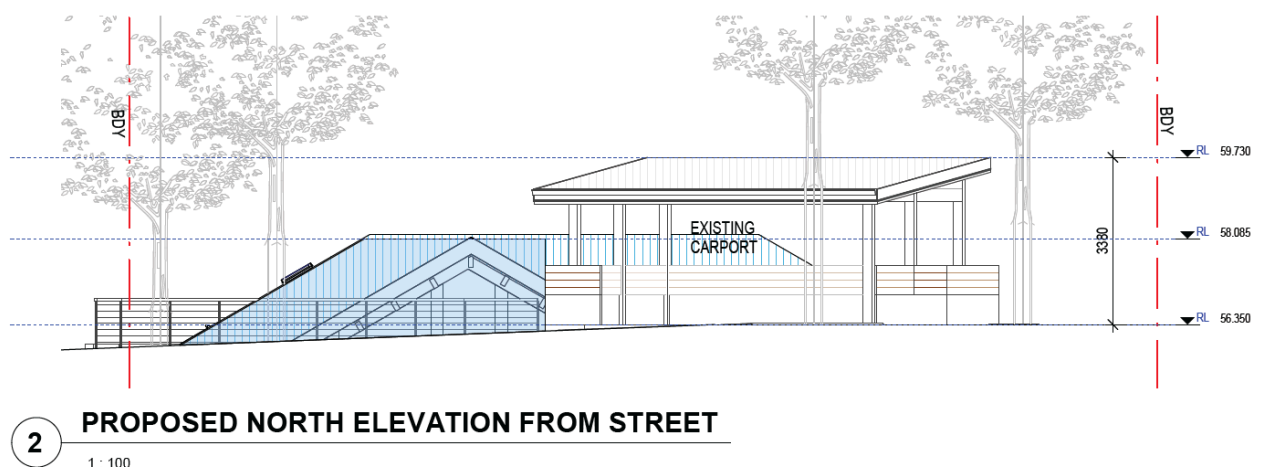 BDY
BDY
RL 59.730
EXISTING
CARPORT
RL 58.085
3380
RL 56.350
2
PROPOSED NORTH ELEVATION FROM STREET
1 : 100